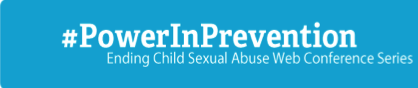 #PowerInPrevention
Ending Child Sexual Abuse Web Conference Series